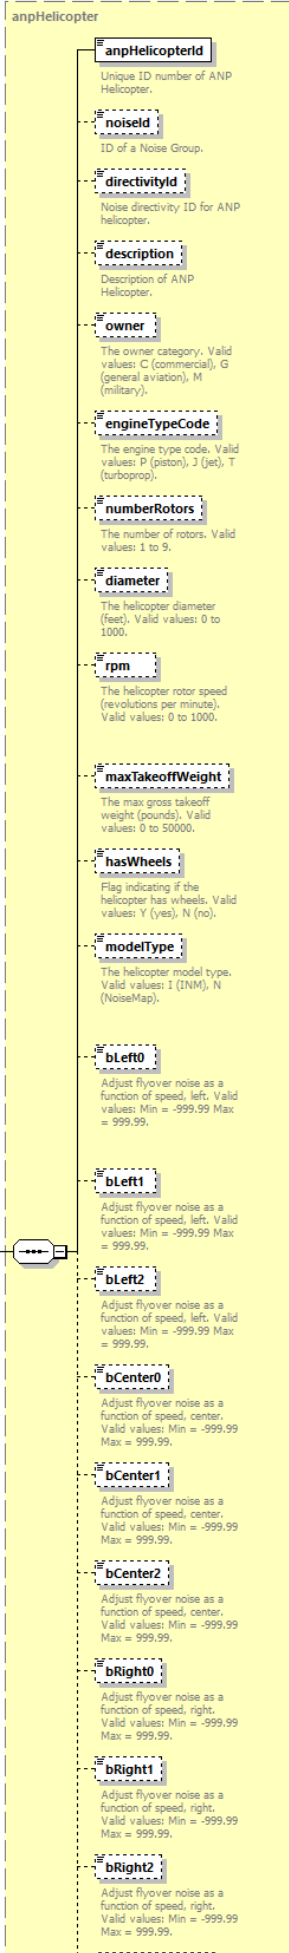 anpHelicopter
anpHelicopterId
Unique ID number of ANP
Helicopter.
noiseId
ID of a Noise Group.
directivityId
Noise directivity ID for ANP
helicopter.
description
Description of ANP
Helicopter.
owner
The owner category. Valid
values: C (commercial), G
(general aviation), M
(military).
engineTypeCode
The engine type code. Valid
values: P (piston), J (jet), T
(turboprop).
numberRotors
The number of rotors. Valid
values: 1 to 9.
diameter
The helicopter diameter
(feet). Valid values: 0 to
1000.
rpm
The helicopter rotor speed
(revolutions per minute).
Valid values: 0 to 1000.
maxTakeoffWeight
The max gross takeoff
weight (pounds). Valid
values: 0 to 50000.
hasWheels
Flag indicating if the
helicopter has wheels. Valid
values: Y (yes), N (no).
modelType
The helicopter model type.
Valid values: I (INM), N
(NoiseMap).
bLeft0
Adjust flyover noise as a
function of speed, left. Valid
values: Min = -999.99 Max
= 999.99.
bLeft1
Adjust flyover noise as a
function of speed, left. Valid
values: Min = -999.99 Max
= 999.99.
bLeft2
Adjust flyover noise as a
function of speed, left. Valid
values: Min = -999.99 Max
= 999.99.
bCenter0
Adjust flyover noise as a
function of speed, center.
Valid values: Min = -999.99
Max = 999.99.
bCenter1
Adjust flyover noise as a
function of speed, center.
Valid values: Min = -999.99
Max = 999.99.
bCenter2
Adjust flyover noise as a
function of speed, center.
Valid values: Min = -999.99
Max = 999.99.
bRight0
Adjust flyover noise as a
function of speed, right.
Valid values: Min = -999.99
Max = 999.99.
bRight1
Adjust flyover noise as a
function of speed, right.
Valid values: Min = -999.99
Max = 999.99.
bRight2
Adjust flyover noise as a
function of speed, right.
Valid values: Min = -999.99
Max = 999.99.